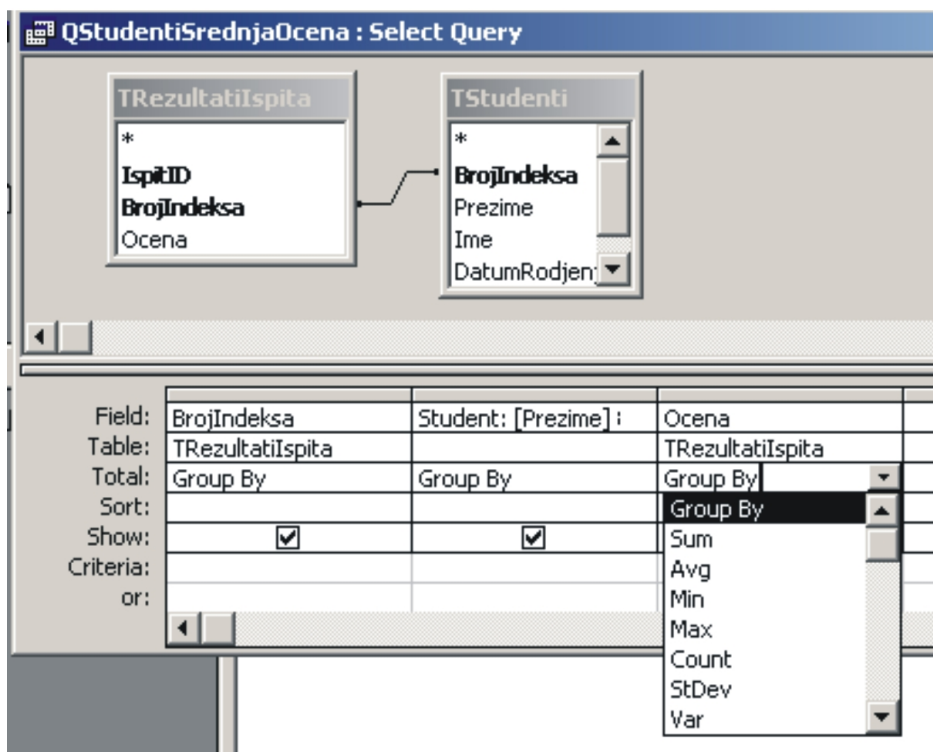 QStudentiSrednjaOcena : Select Query
TRezultatiIspita
*
IspitID
BrojIndeksa
Ocena
TStudenti
*
BrojIndeksa
Prezime
Ime
DatumRodjenj
Field: BrojIndeksa Student: [Prezime] Ocena
Table: TRezultatiIspita TRezultatiIspita
Total: Group By Group By Group By
Sort:
Show:
Criteria:
or:
Group By
Sum
Avg
Min
Max
Count
StDev
Var